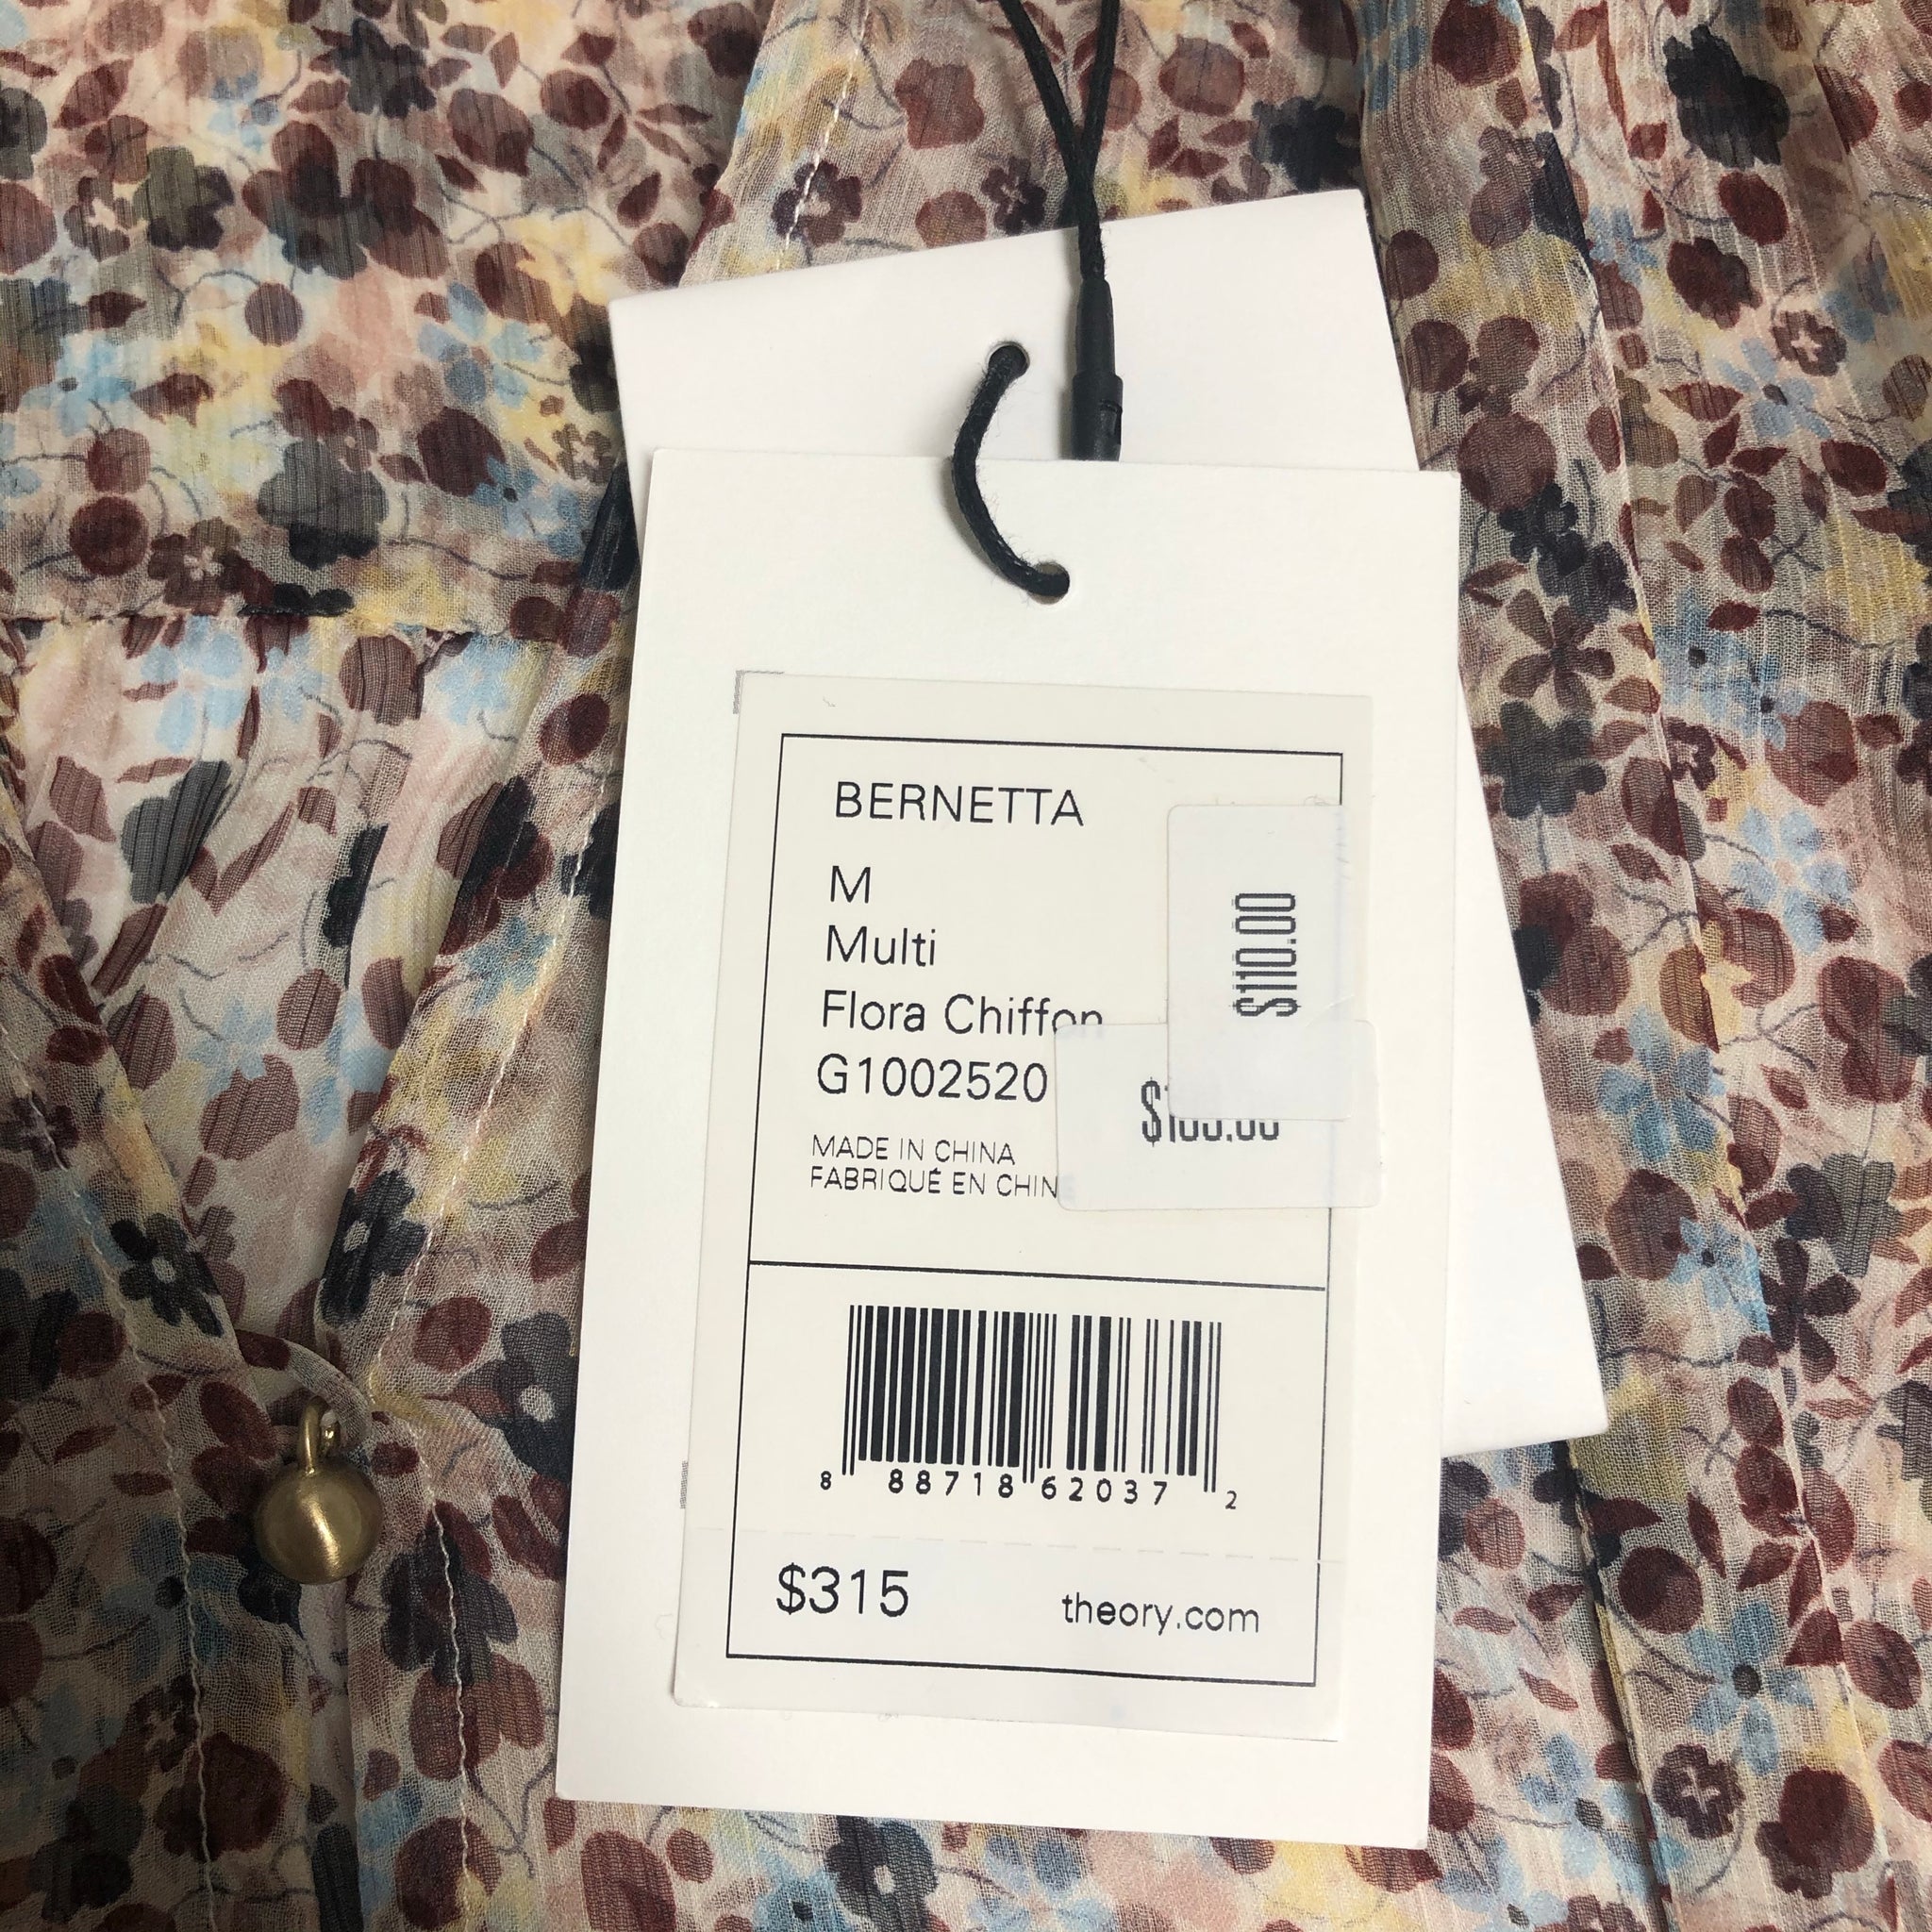 BERNETTA
M
Multi
Flora Chiffon
G1002520
$110.00
MADE IN CHINA
FABRIQUÉ EN
8 88718 62037 2
$315
theory.com